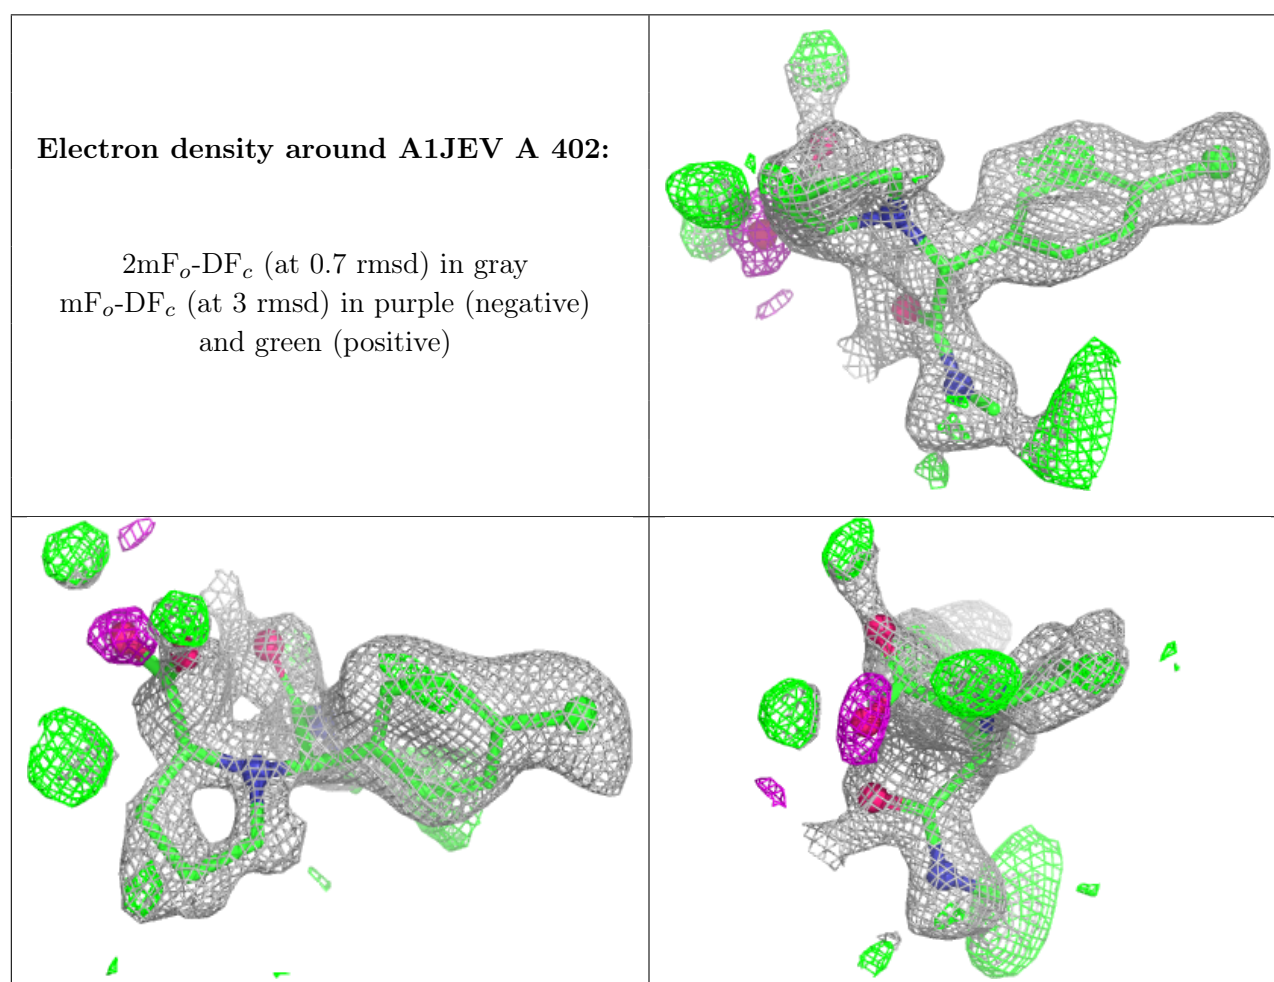 Electron density around A1JEV A 402:
2mFo-DFc (at 0.7 rmsd) in gray
mFo-DFc (at 3 rmsd) in purple (negative)
and green (positive)